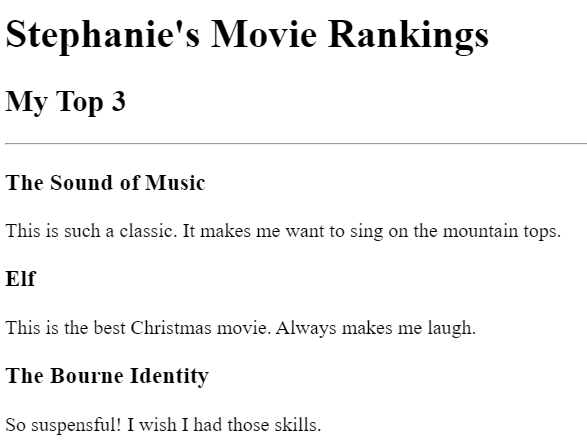 Stephanie's Movie Rankings
My Top 3
The Sound of Music
This is such a classic. It makes me want to sing on the mountain tops.
Elf
This is the best Christmas movie. Always makes me laugh.
The Bourne Identity
So suspensful! I wish I had those skills.